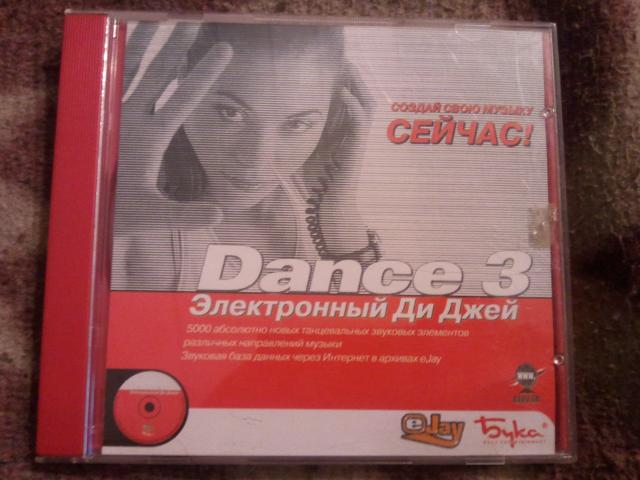 СОЗДАЙ СВОЮ МУЗЫКУ
СЕЙЧАС!
Dance 3
Электронный Ди Джей
5000 абсолютно новых танцевальных звуковых элементов
различных направлений музыки
Звуковая база данных через Интернет в архивах eJay
WWW.
eJay
Бука®